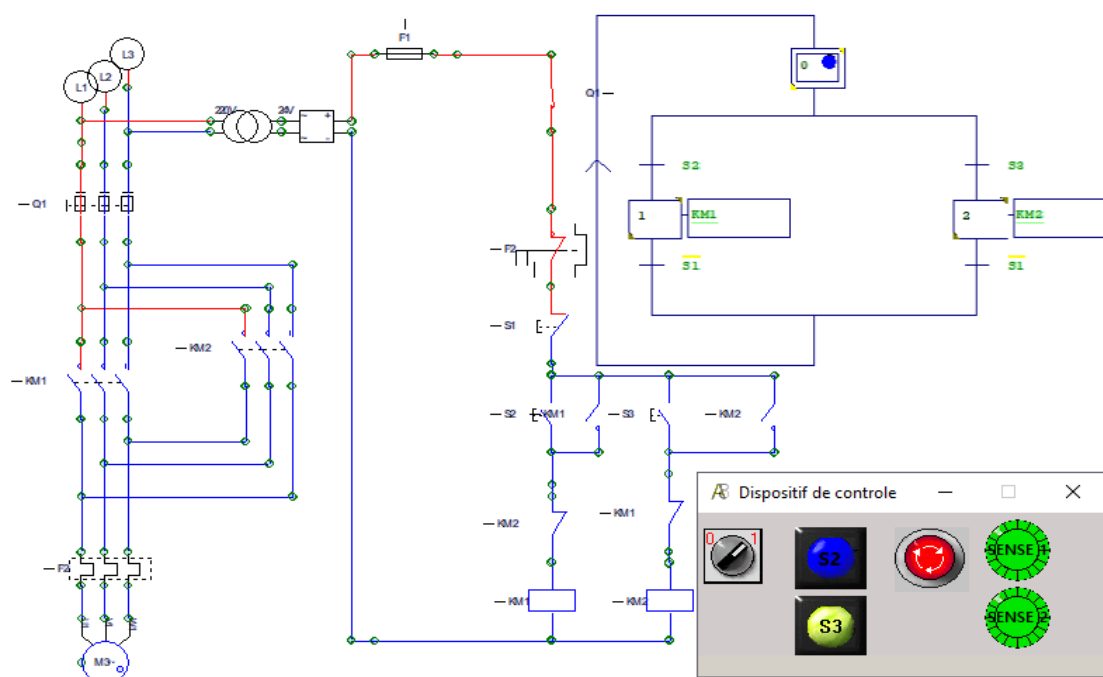 F1
L3
L2
L1
0
Q1
220V
24V
~ +
~ -
S2
S3
Q1
1
KM1
2
KM2
F2
S1
S1
S1
KM2
KM1
S2
KM1
S3
KM2
Dispositif de controle
KM2
KM1
0 1
S2
SENSE 1
F2
KM1
KM2
S3
SENSE 2
M3~